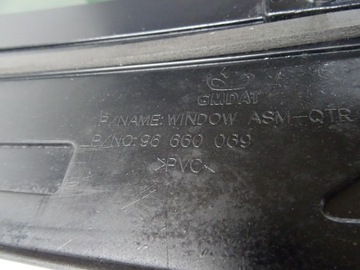 GMDAT
P/NAME:WINDOW ASM-QTR
P/NO:96 660 069
>PVC<